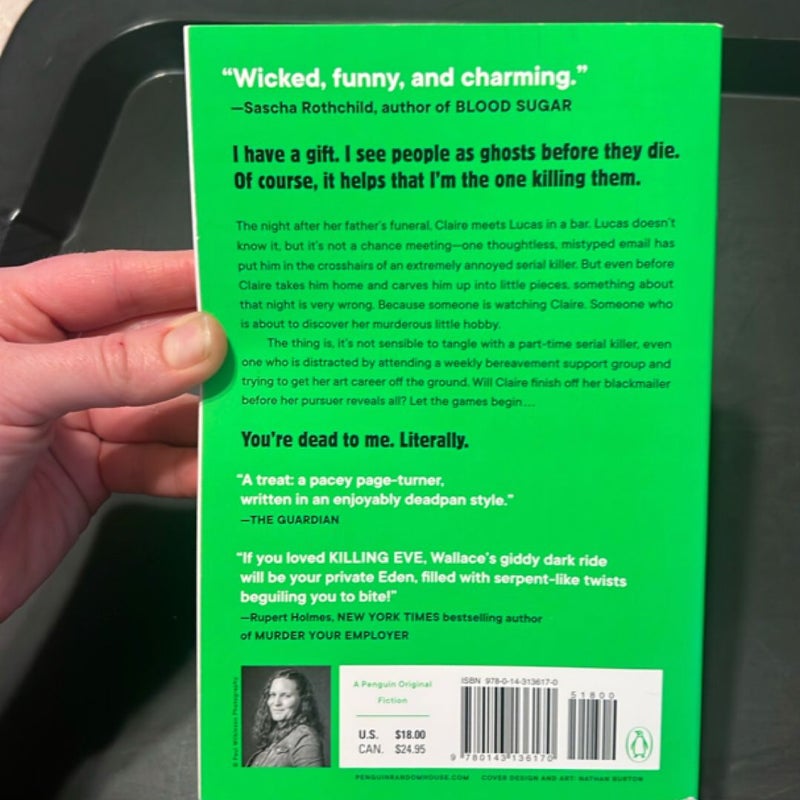 “Wicked, funny, and charming.”
—Sascha Rothchild, author of BLOOD SUGAR
I have a gift. I see people as ghosts before they die.
Of course, it helps that I’m the one killing them.
The night after her father’s funeral, Claire meets Lucas in a bar. Lucas doesn’t
know it, but it’s not a chance meeting—one thoughtless, mistyped email has
put him in the crosshairs of an extremely annoyed serial killer. But even before
Claire takes him home and carves him up into little pieces, something about
that night is very wrong. Because someone is watching Claire. Someone who
is about to discover her murderous little hobby.
The thing is, it’s not sensible to tangle with a part-time serial killer, even
one who is distracted by attending a weekly bereavement support group and
trying to get her art career off the ground. Will Claire finish off her blackmailer
before her pursuer reveals all? Let the games begin…
You’re dead to me. Literally.
“A treat: a pacey page-turner,
written in an enjoyably deadpan style.”
—THE GUARDIAN
“If you loved KILLING EVE, Wallace’s giddy dark ride
will be your private Eden, filled with serpent-like twists
beguiling you to bite!”
—Rupert Holmes, NEW YORK TIMES bestselling author
of MURDER YOUR EMPLOYER
© Paul Wilkinson Photography
A Penguin Original
Fiction
U.S. $18.00
CAN. $24.95
ISBN 978-0-14-313617-0
51800
9 780143 136170
PENGUINRANDOMHOUSE.COM COVER DESIGN AND ART: NATHAN BURTON